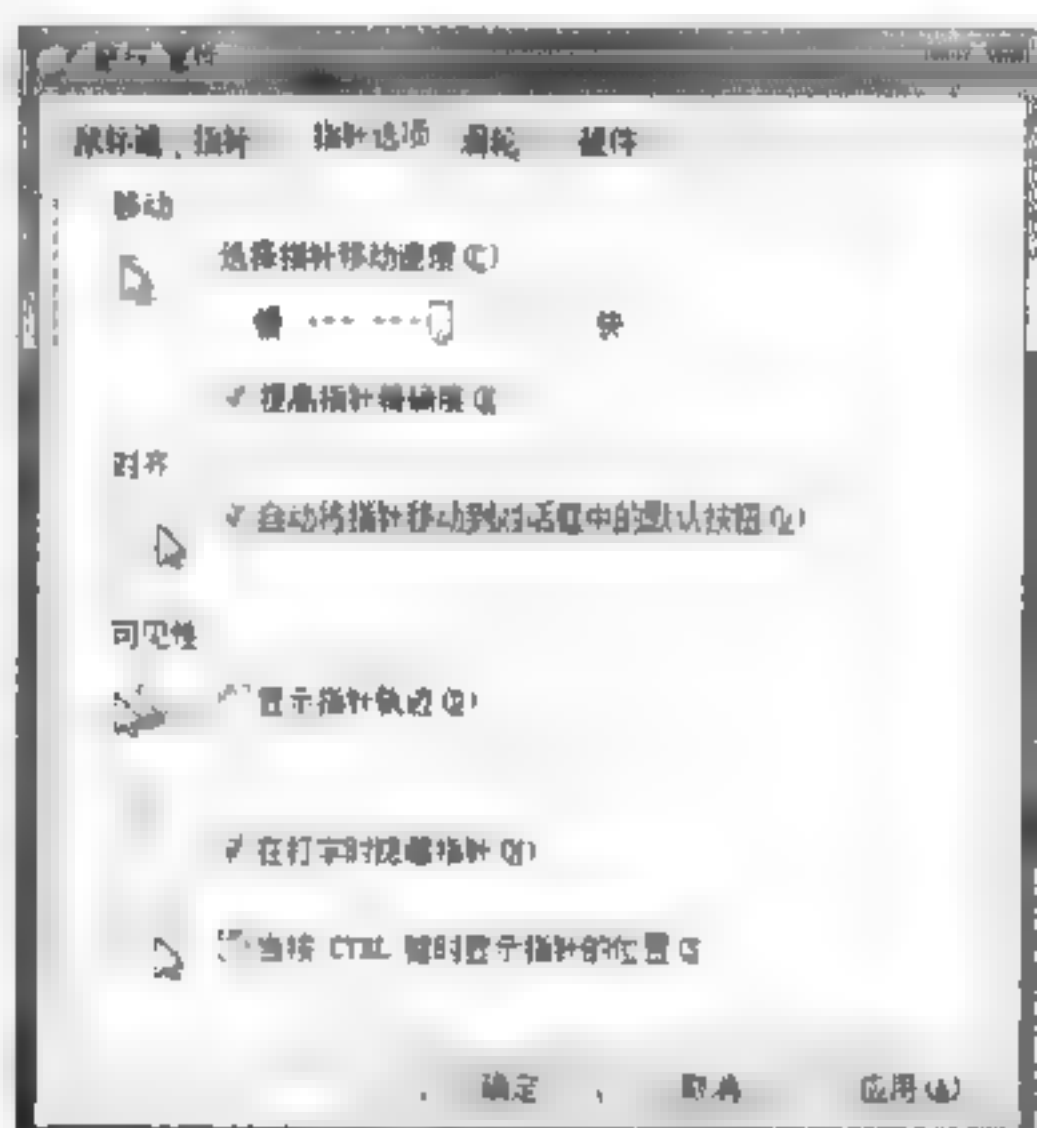 鼠标键 指针 指针选项 滑轮 硬件
移动
选择指针移动速度(C)
慢 快
提高指针精确度(E)
对齐
自动将指针移动到对话框中的默认按钮(U)
可见性
显示指针轨迹(D)
在打字时隐藏指针(H)
当按 CTRL 键时显示指针的位置(S)
确定 取消 应用(A)